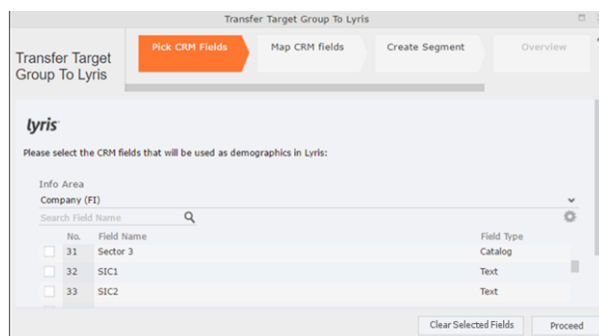 Transfer Target Group To Lyris
Transfer Target
Group To Lyris
Pick CRM Fields
Map CRM fields
Create Segment
Overview
lyris
Please select the CRM fields that will be used as demographics in Lyris:
Info Area
Company (FI)
Search Field Name
No. Field Name Field Type
31 Sector 3 Catalog
32 SIC1 Text
33 SIC2 Text
Clear Selected Fields Proceed